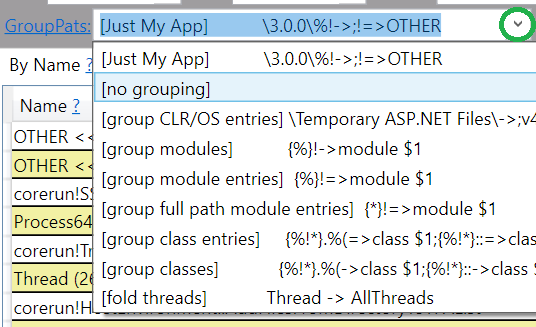 GroupPats: [Just My App] \3.0.0\%!->;!=>OTHER
[Just My App] \3.0.0\%!->;!=>OTHER
[no grouping]
[group CLR/OS entries] \Temporary ASP.NET Files\->;v4
[group modules] {%}!->module $1
[group module entries] {%}!=>module $1
[group full path module entries] {*}!=>module $1
[group class entries] {%!*}.%(=>class $1;{%!*}::=>clas
[group classes] {%!*}.%(->class $1;{%!*}::->class $
[fold threads] Thread -> AllThreads
By Name ?
Name ?
OTHER <<
OTHER <<
corerun!S
Process64
corerun!Tr
Thread (26
corerun!H